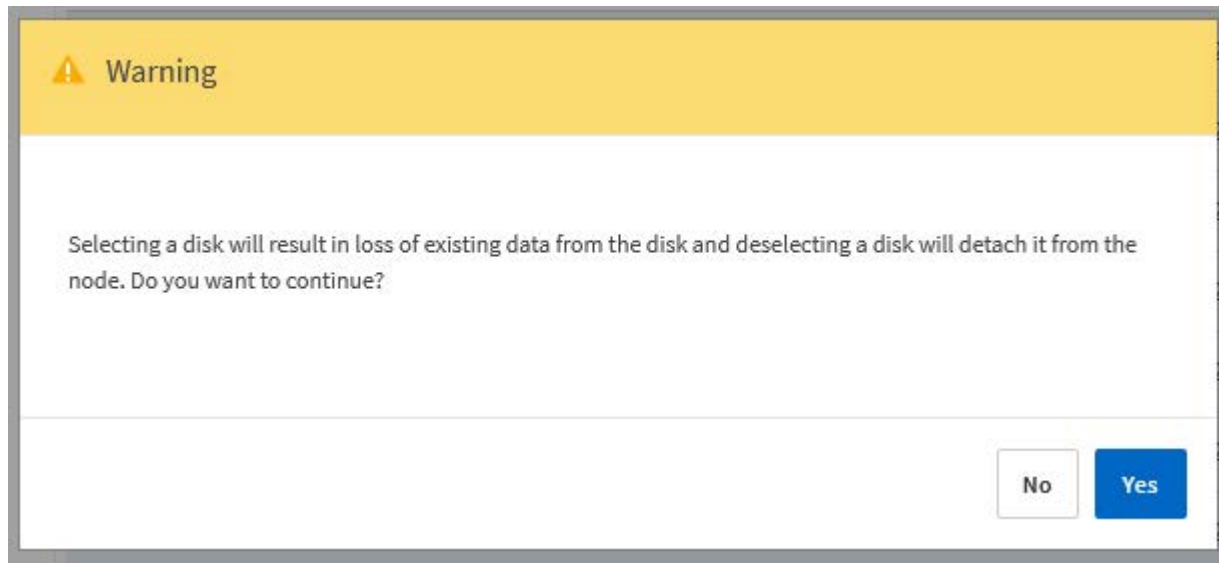 Warning
Selecting a disk will result in loss of existing data from the disk and deselecting a disk will detach it from the
node. Do you want to continue?
No
Yes